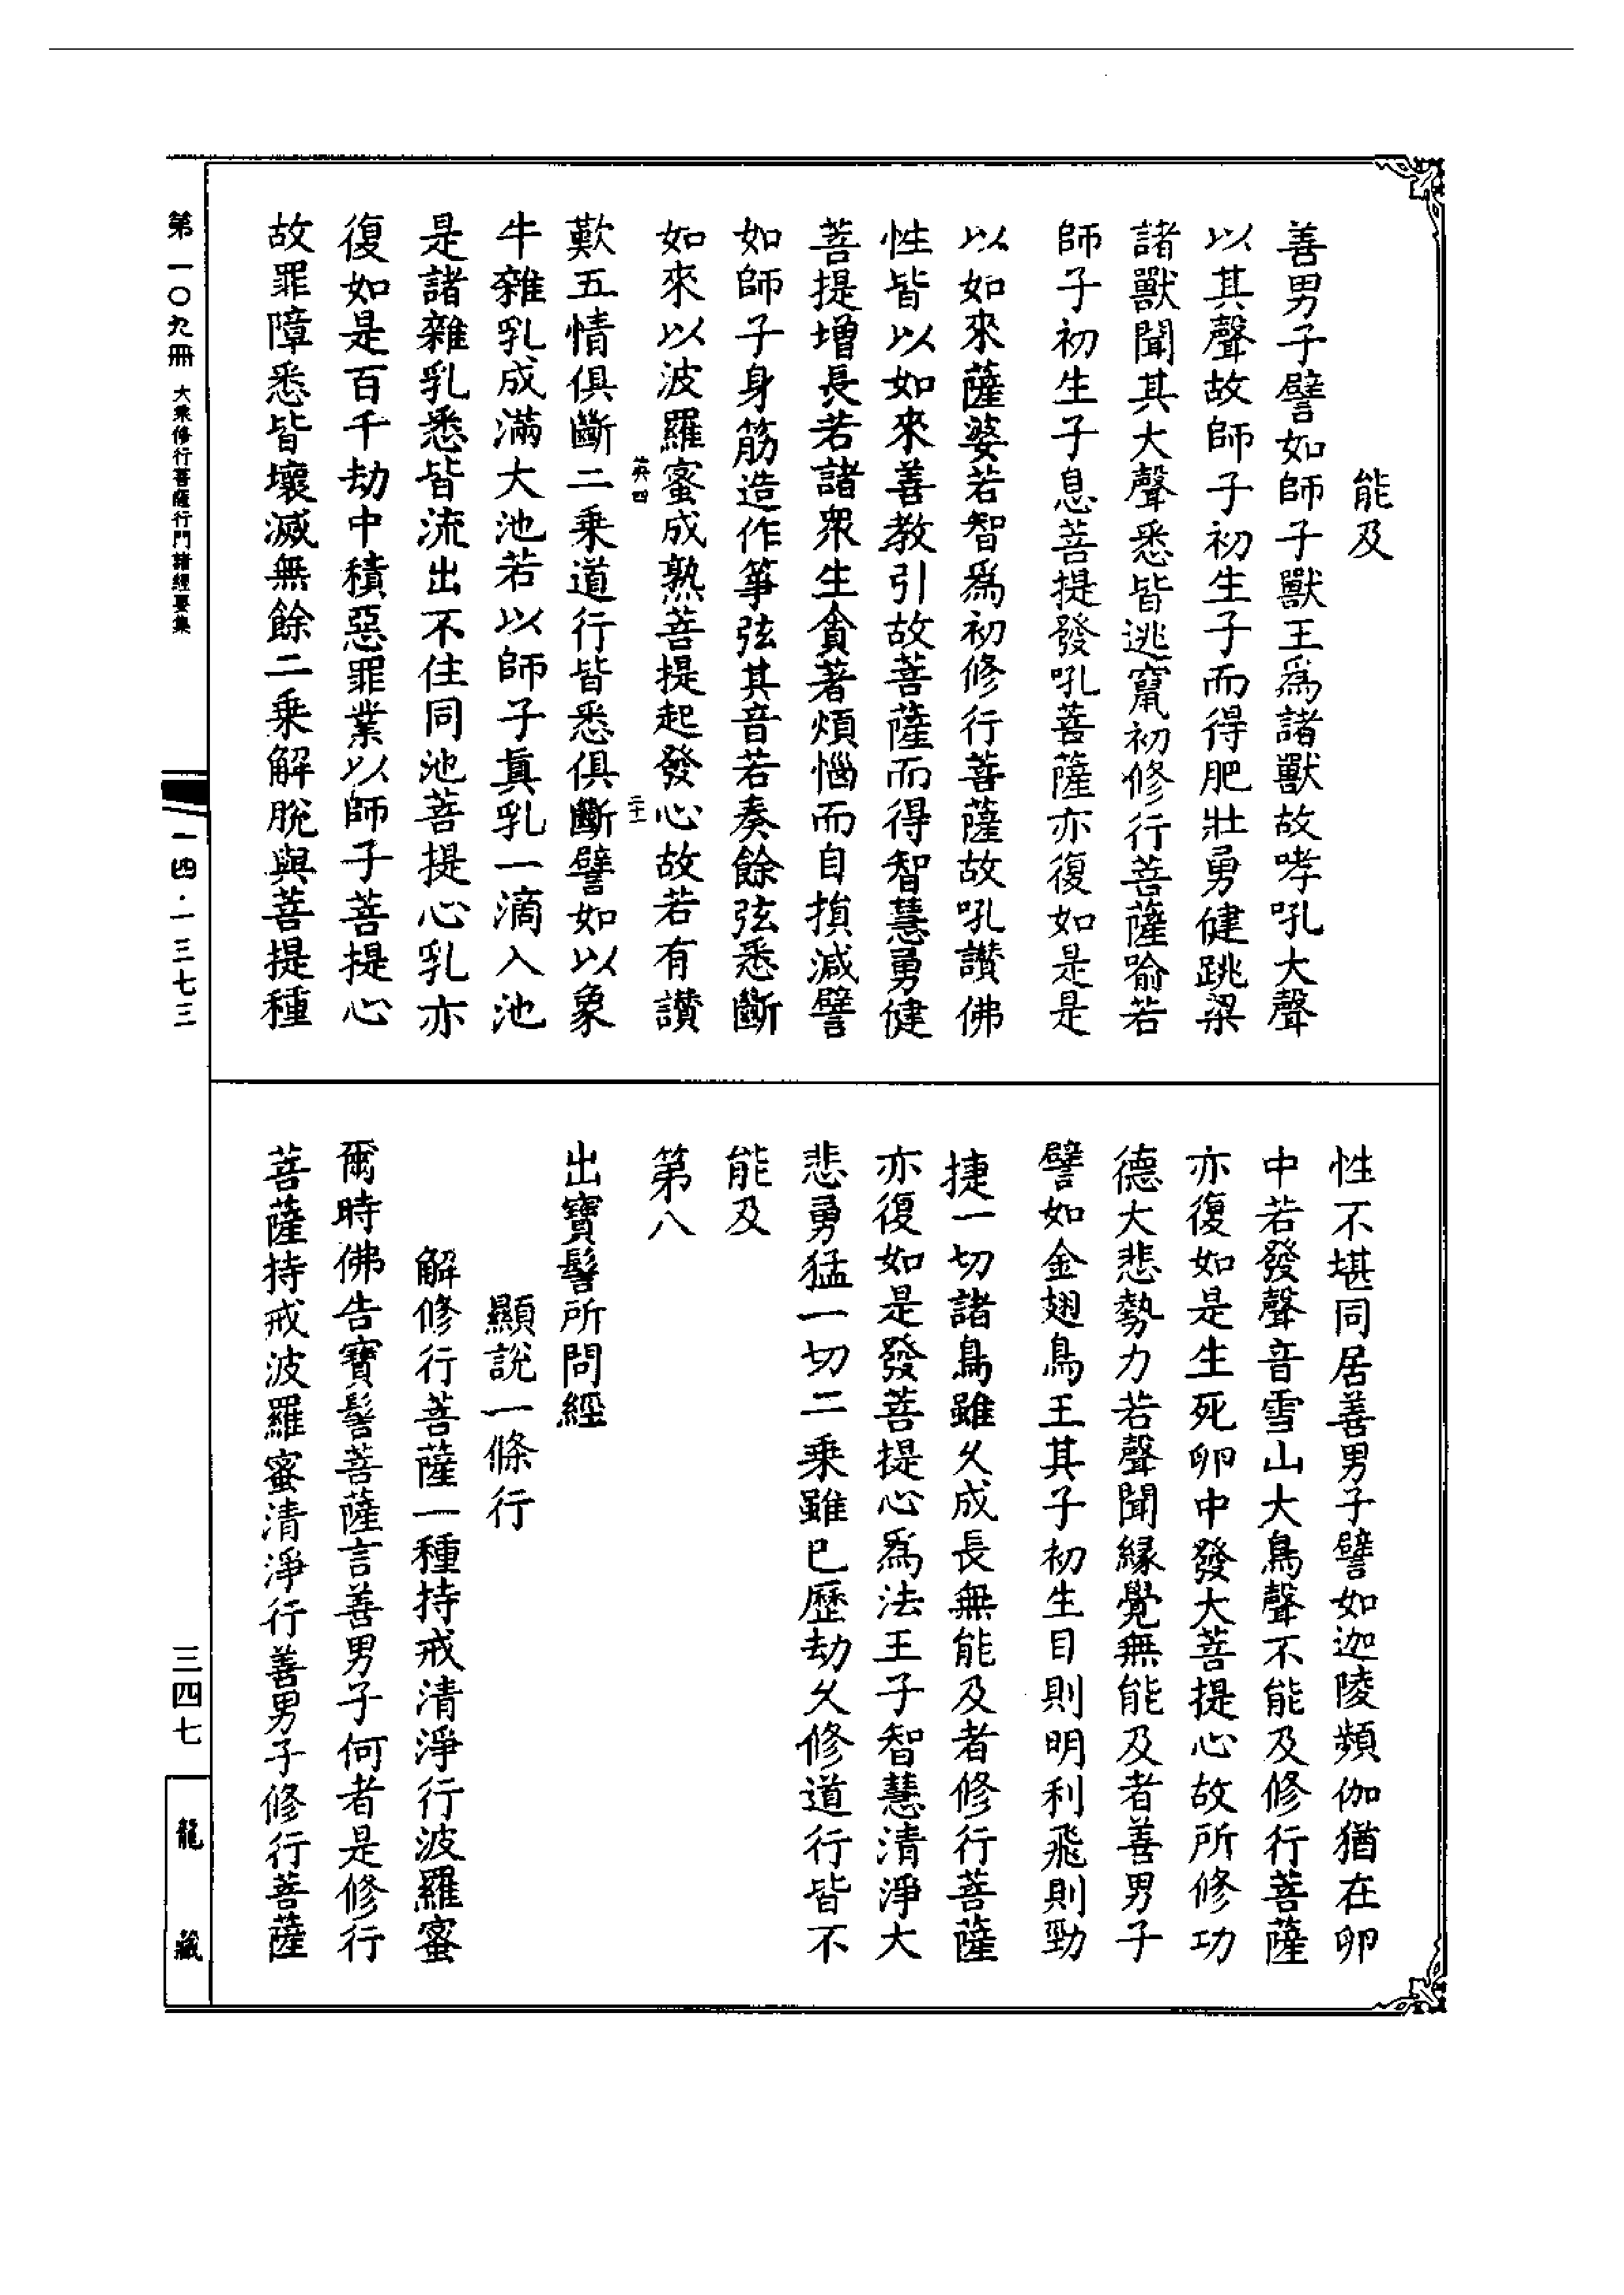 能及
善男子譬如師子獸王爲諸獸故哮吼大聲
以其聲故師子初生子而得肥壯勇健跳梁
諸獸聞其大聲悉皆逃竄初修行菩薩喻若
師子初生子息菩提發吼菩薩亦復如是是
以如來薩婆若智爲初修行菩薩故吼讚佛
性皆以如來善教引故菩薩而得智慧勇健
菩提增長若諸衆生貪著煩惱而自損減譬
如師子身筋造作箏弦其音若奏餘弦悉斷
如來以波羅蜜成熟菩提起發心故若有讚
英四
二十一
歎五情俱斷二乘道行皆悉俱斷譬如以象
牛雜乳成滿大池若以師子真乳一滴入池
是諸雜乳悉皆流出不住同池菩提心乳亦
復如是百千劫中積惡罪業以師子菩提心
故罪障悉皆壞滅無餘二乘解脫與菩提種
性不堪同居善男子譬如迦陵頻伽猶在卵
中若發聲音雪山大鳥聲不能及修行菩薩
亦復如是生死卵中發大菩提心故所修功
德大悲勢力若聲聞緣覺無能及者善男子
譬如金翅鳥王其子初生目則明利飛則勁
捷一切諸鳥雖久成長無能及者修行菩薩
亦復如是發菩提心爲法王子智慧清淨大
悲勇猛一切二乘雖已歷劫久修道行皆不
能及
第八
出寶髻所問經
顯說一條行
解修行菩薩一種持戒清淨行波羅蜜
爾時佛告寶髻菩薩言善男子何者是修行
菩薩持戒波羅蜜清淨行善男子修行菩薩
第一〇九冊 大乘修行菩薩行門諸經要集
一四·一三七三
三四七
龍藏